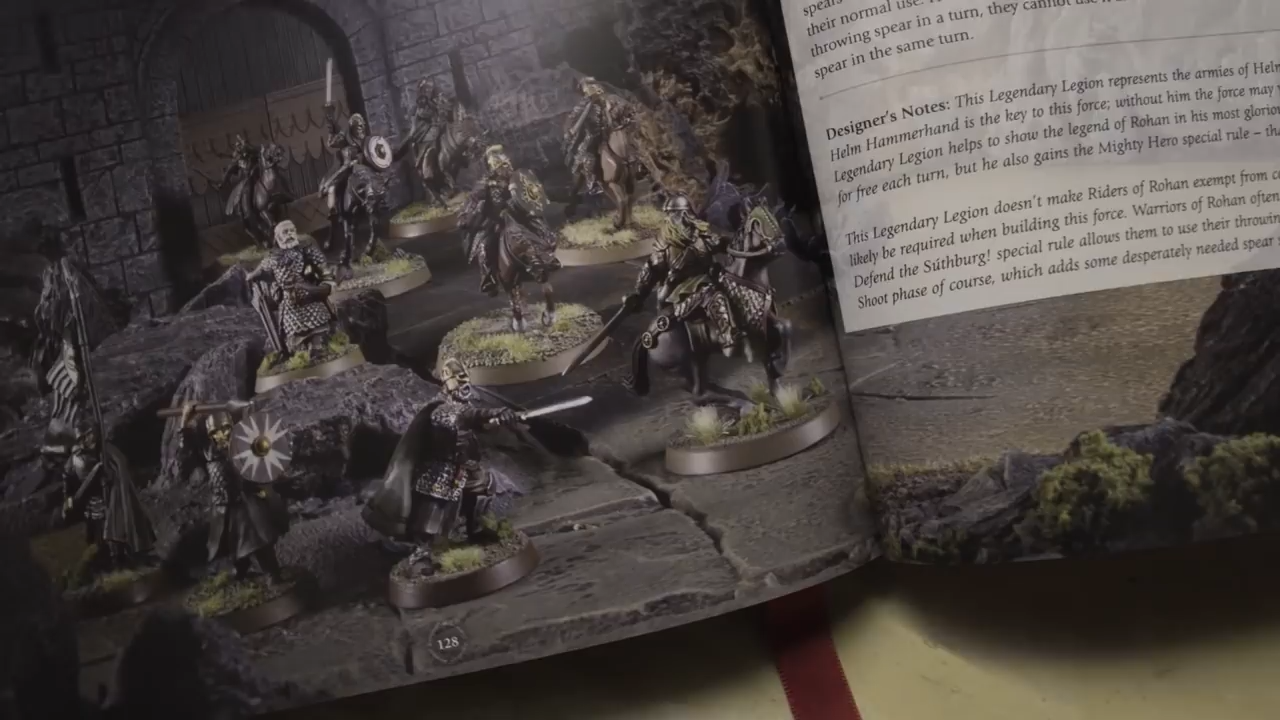 spears
their normal use.
throwing spear in a turn, they cannot use
spear in the same turn.
Designer's Notes: This Legendary Legion represents the armies of Helm
Helm Hammerhand is the key to this force; without him the force may
Legendary Legion helps to show the legend of Rohan in his most glorio
for free each turn, but he also gains the Mighty Hero special rule – th
This Legendary Legion doesn't make Riders of Rohan exempt from c
likely be required when building this force. Warriors of Rohan often
Defend the Súthburg! special rule allows them to use their throwin
Shoot phase of course, which adds some desperately needed spear
128